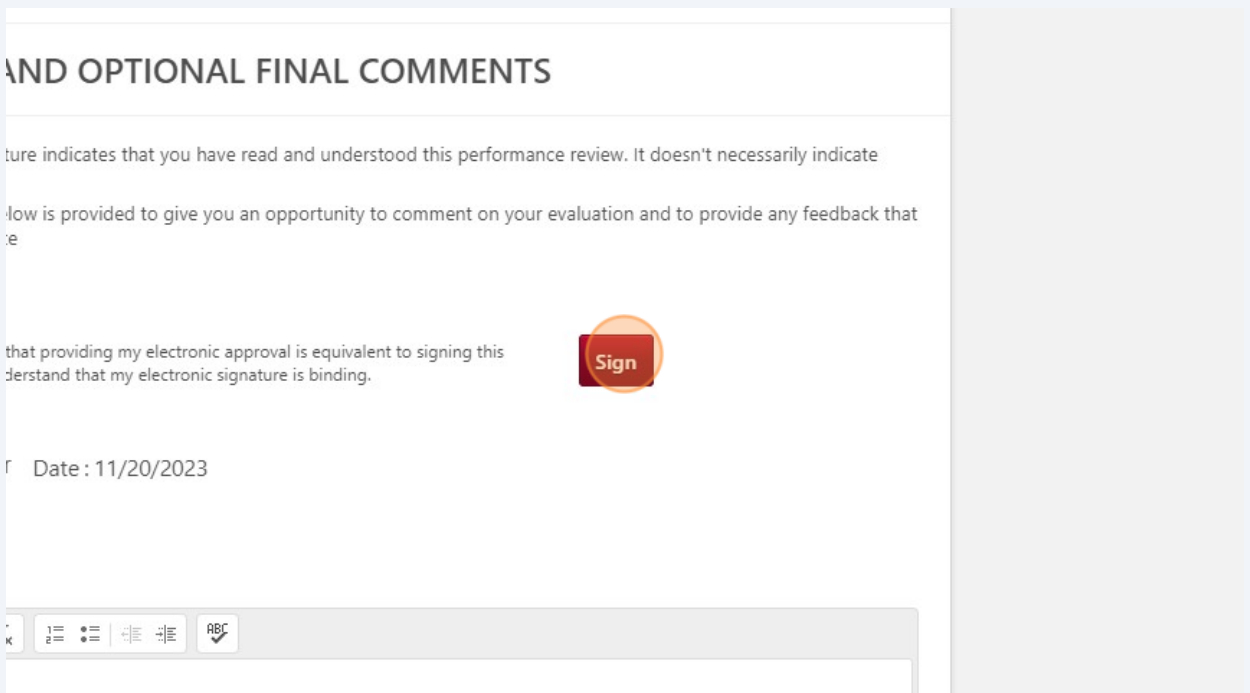 AND OPTIONAL FINAL COMMENTS
ture indicates that you have read and understood this performance review. It doesn't necessarily indicate
low is provided to give you an opportunity to comment on your evaluation and to provide any feedback that
te
that providing my electronic approval is equivalent to signing this
Sign
derstand that my electronic signature is binding.
Date : 11/20/2023
ABC